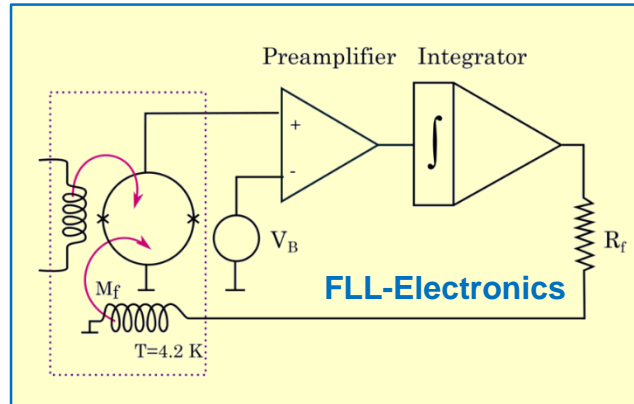 Preamplifier Integrator
+
∫
-
V_B
R_f
FLL-Electronics
M_f
T=4.2 K